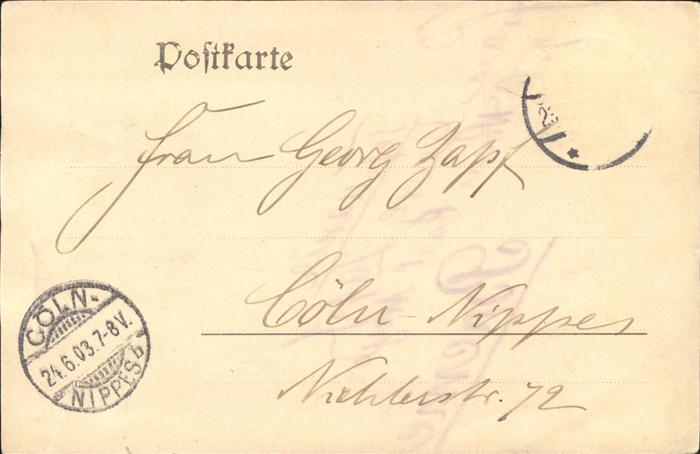 Postkarte
Frau Georg Zapf
Cöln-Nippes
Niehlerstr. 72
CÖLN-
24.6.03.7-8V.
NIPPES b